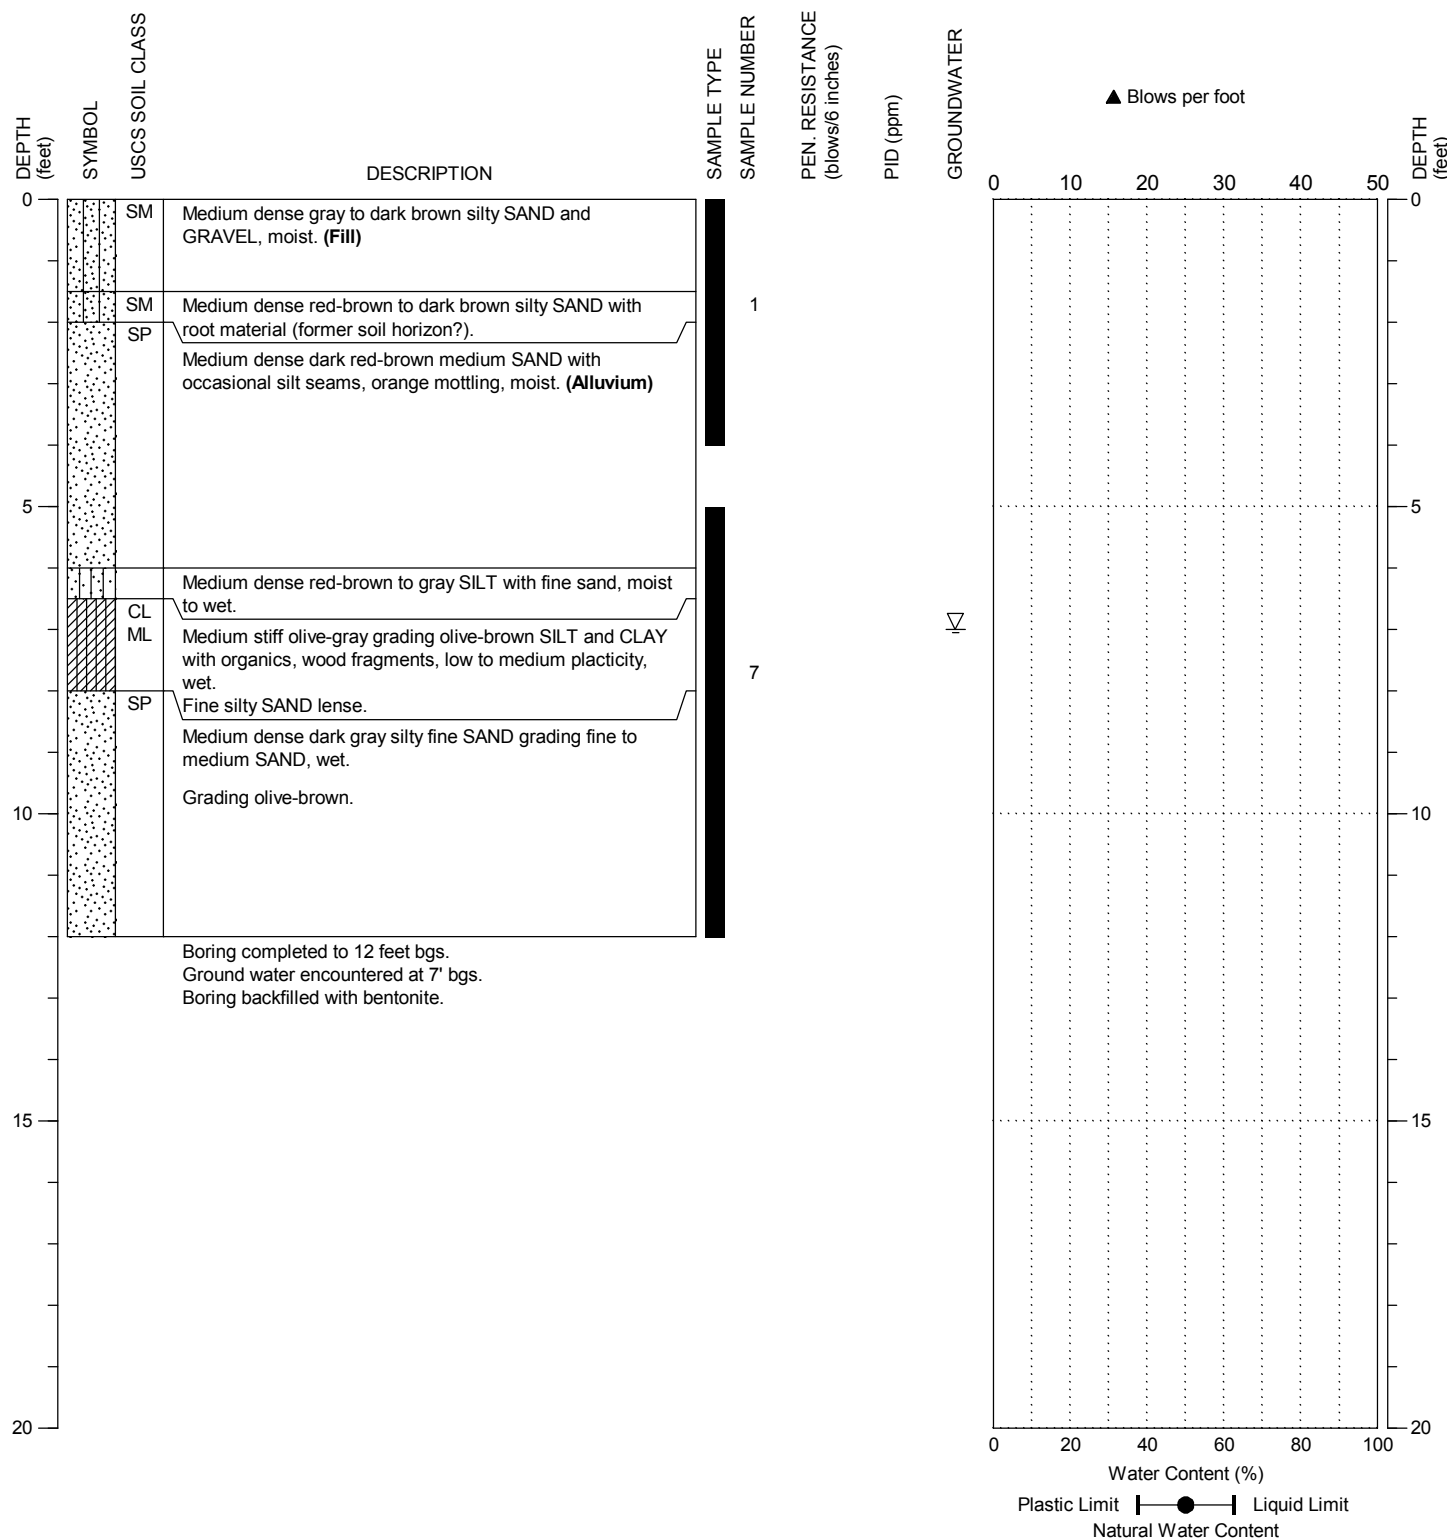 DEPTH
(feet)
SYMBOL
USCS SOIL CLASS
DESCRIPTION
SAMPLE TYPE
SAMPLE NUMBER
PEN. RESISTANCE
(blows/6 inches)
PID (ppm)
GROUNDWATER
▲ Blows per foot
DEPTH
(feet)
0 10 20 30 40 50
0
SM
Medium dense gray to dark brown silty SAND and
GRAVEL, moist. (Fill)
0
SM
Medium dense red-brown to dark brown silty SAND with
root material (former soil horizon?).
1
SP
Medium dense dark red-brown medium SAND with
occasional silt seams, orange mottling, moist. (Alluvium)
5
5
Medium dense red-brown to gray SILT with fine sand, moist
to wet.
CL
ML
Medium stiff olive-gray grading olive-brown SILT and CLAY
with organics, wood fragments, low to medium placticity,
wet.
7
Fine silty SAND lense.
SP
Medium dense dark gray silty fine SAND grading fine to
medium SAND, wet.
Grading olive-brown.
10
10
Boring completed to 12 feet bgs.
Ground water encountered at 7' bgs.
Boring backfilled with bentonite.
15
15
20
20
0 20 40 60 80 100
Water Content (%)
Plastic Limit Liquid Limit
Natural Water Content